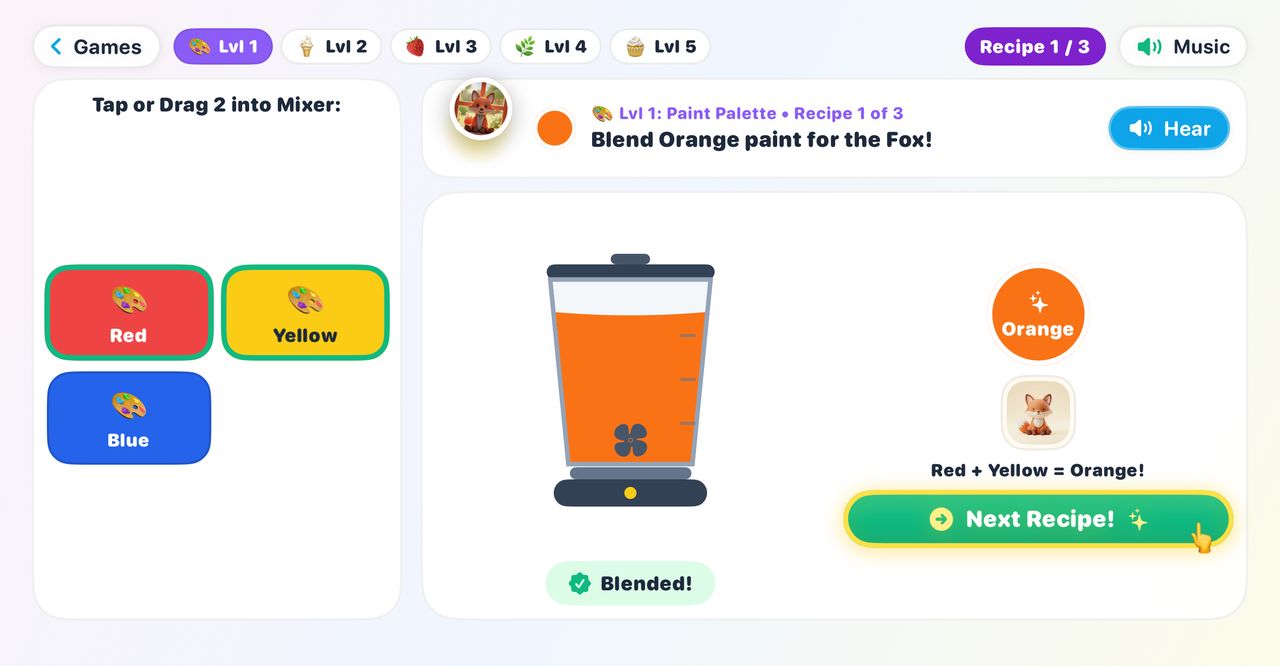 Games
Lvl 1
Lvl 2
Lvl 3
Lvl 4
Lvl 5
Recipe 1 / 3
Music
Tap or Drag 2 into Mixer:
Red
Yellow
Blue
Lvl 1: Paint Palette • Recipe 1 of 3
Blend Orange paint for the Fox!
Hear
Orange
Red + Yellow = Orange!
Next Recipe!
Blended!